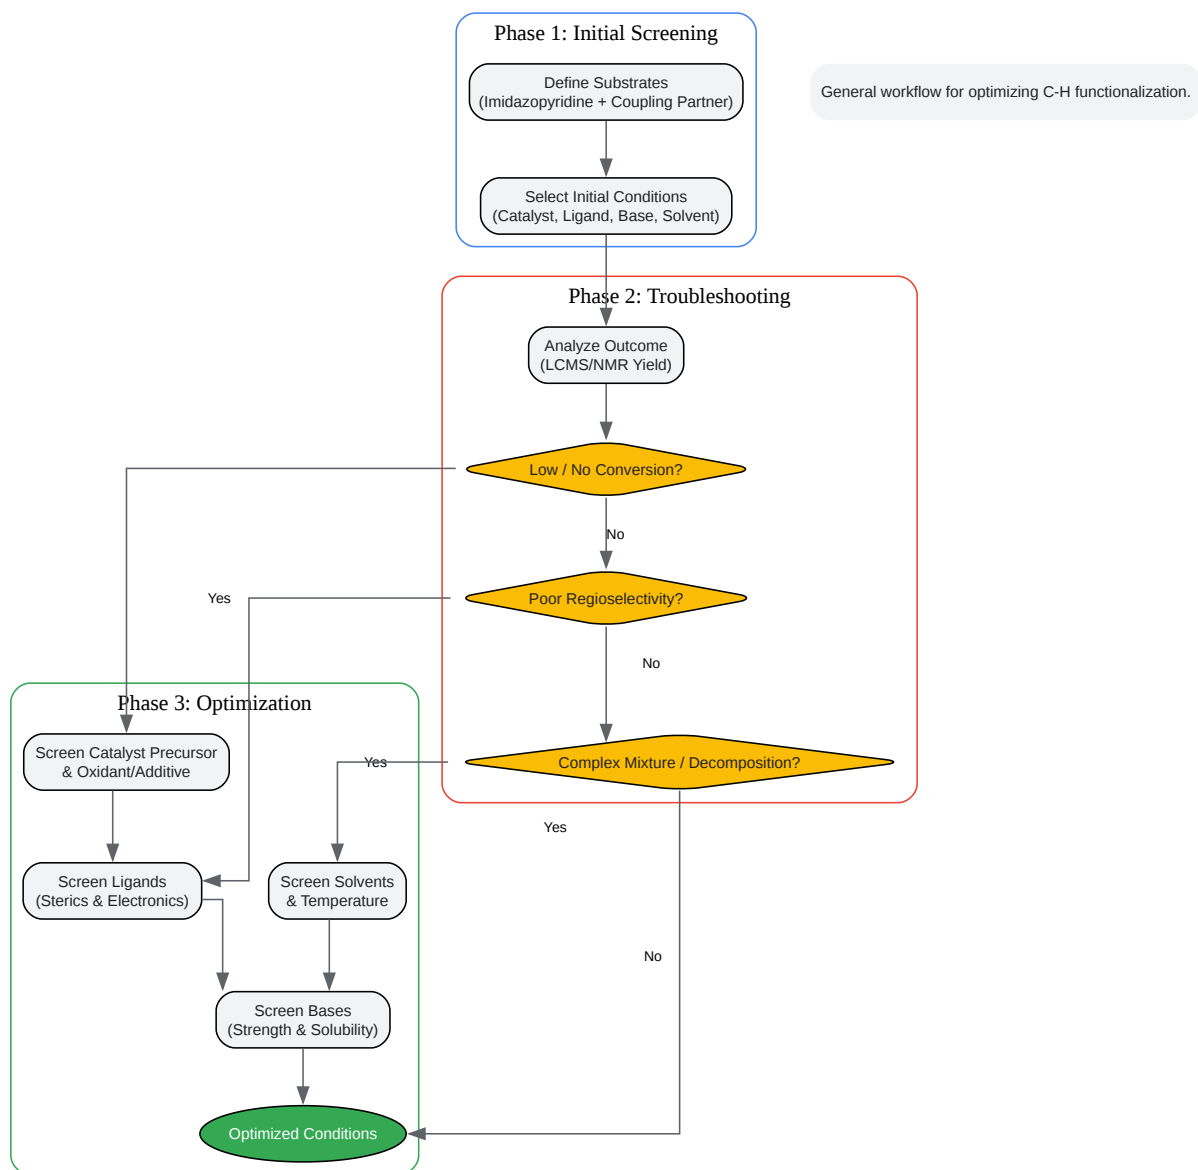 Phase 1: Initial Screening
Define Substrates
(Imidazopyridine + Coupling Partner)
General workflow for optimizing C-H functionalization.
Select Initial Conditions
(Catalyst, Ligand, Base, Solvent)
Phase 2: Troubleshooting
Analyze Outcome
(LCMS/NMR Yield)
Low / No Conversion?
No
Poor Regioselectivity?
Yes
No
Phase 3: Optimization
Screen Catalyst Precursor
& Oxidant/Additive
Yes
Complex Mixture / Decomposition?
Yes
Screen Ligands
(Sterics & Electronics)
Screen Solvents
& Temperature
No
Screen Bases
(Strength & Solubility)
Optimized Conditions